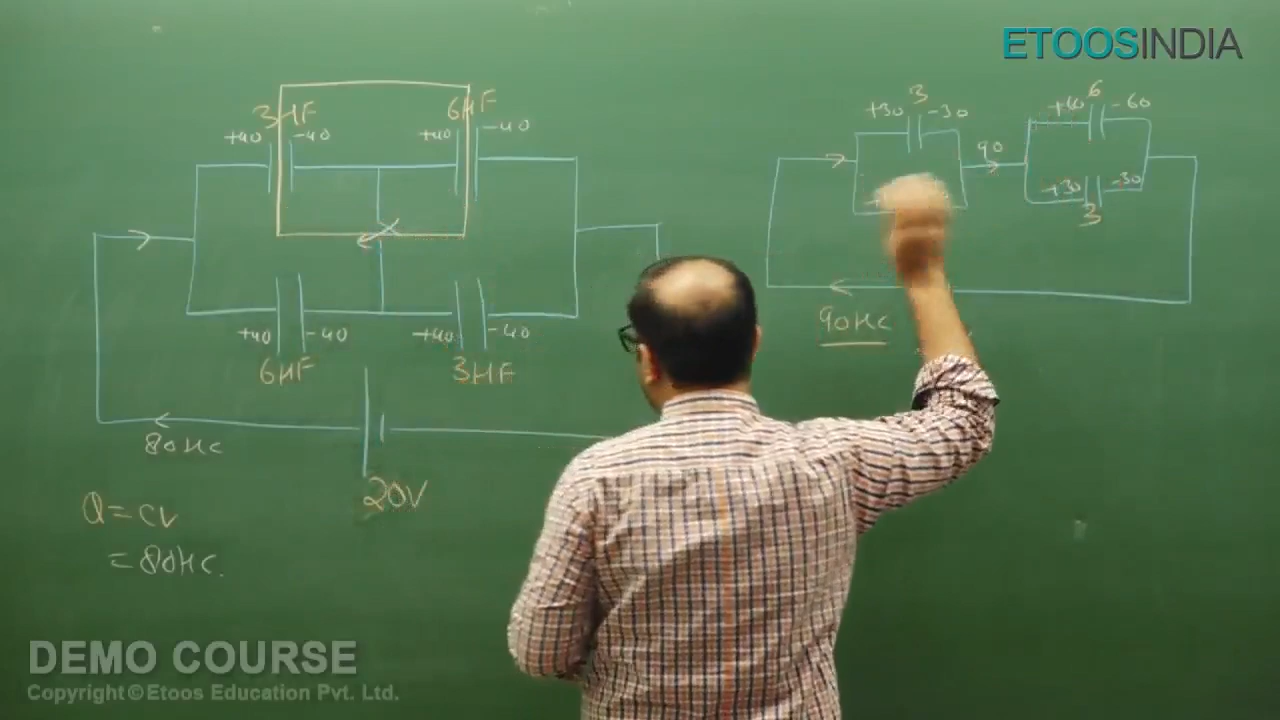 ETOOSINDIA
3μF
6μF
+40
-40
+40
-40
+40
-40
+40
-40
6μF
3μF
80μC
20V
Q = CV
= 80μC.
3
+30
-30
90
6
-60
+30
-30
3
90μC
DEMO COURSE
Copyright © Etoos Education Pvt. Ltd.